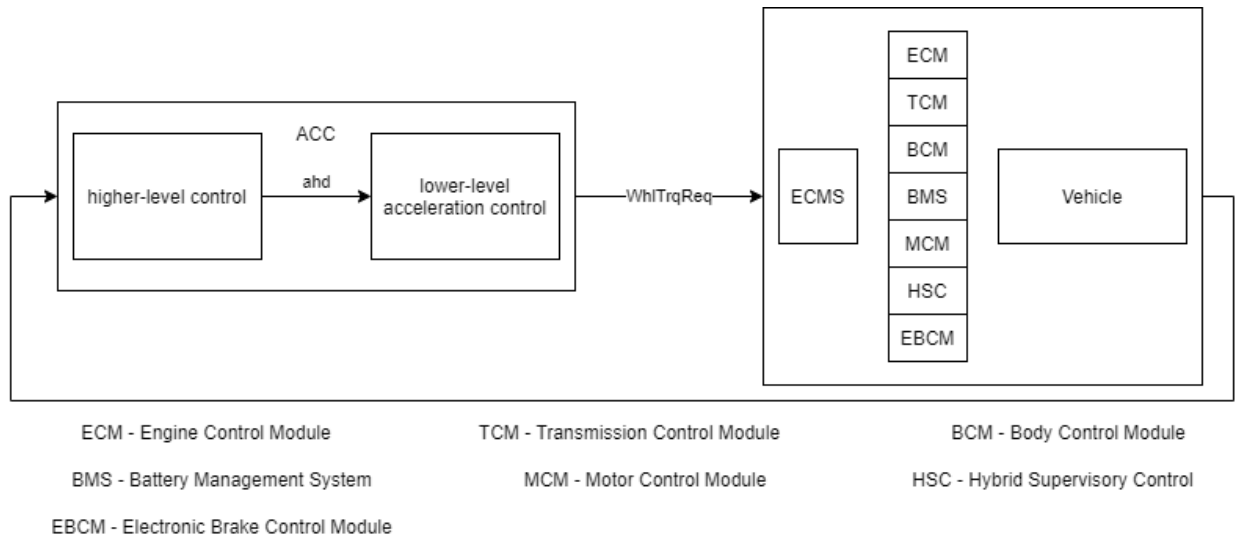 ACC
higher-level control
ahd
lower-level
acceleration control
WhlTrqReq
ECMS
ECM
TCM
BCM
BMS
MCM
HSC
EBCM
Vehicle
ECM - Engine Control Module
TCM - Transmission Control Module
BCM - Body Control Module
BMS - Battery Management System
MCM - Motor Control Module
HSC - Hybrid Supervisory Control
EBCM - Electronic Brake Control Module